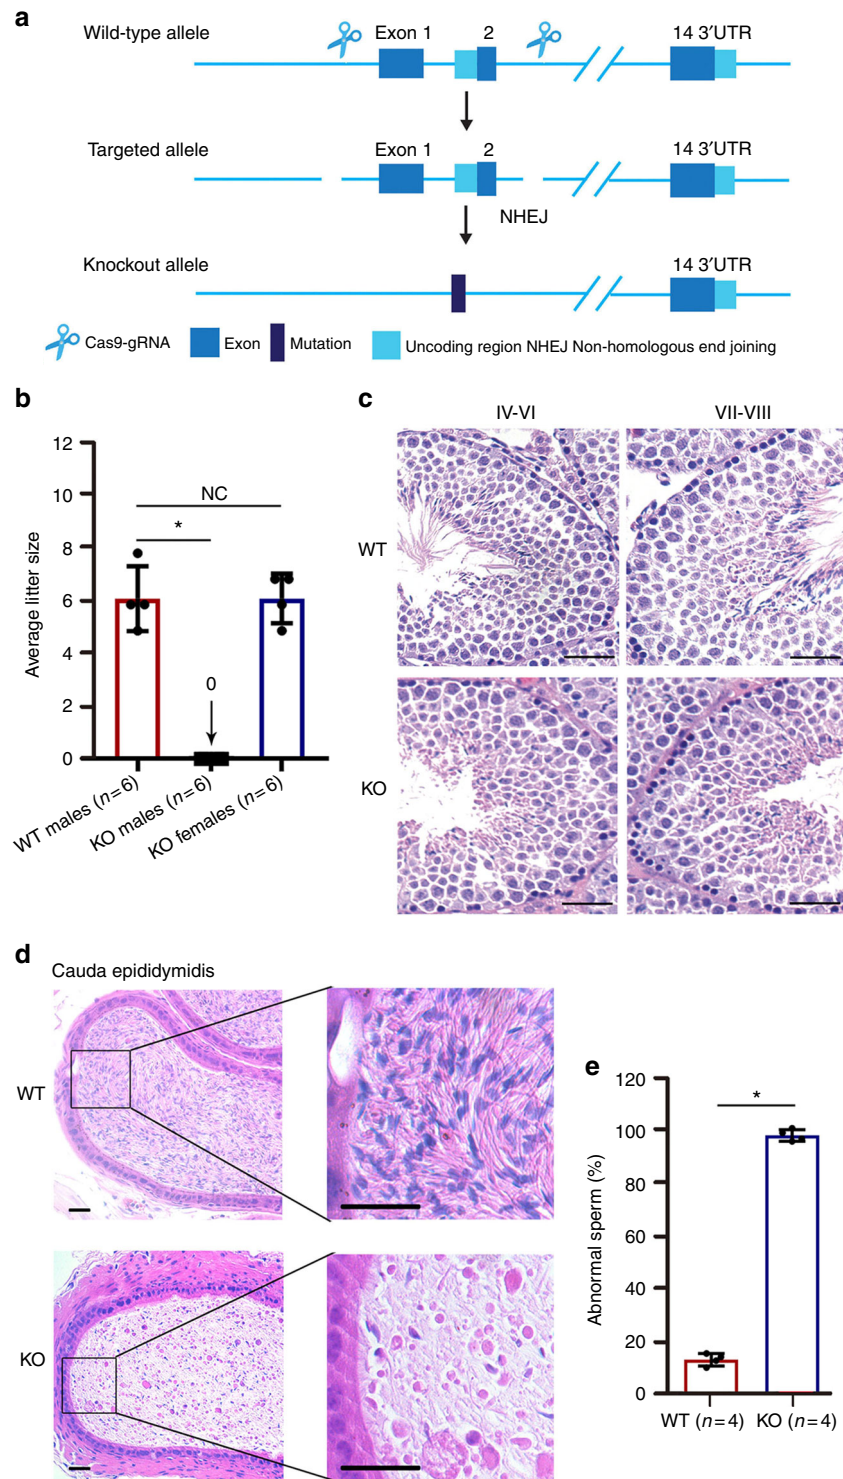 a
Wild-type allele
Exon 1
2
14 3′UTR
Targeted allele
Exon 1
2
14 3′UTR
NHEJ
Knockout allele
14 3′UTR
Cas9-gRNA
Exon
Mutation
Uncoding region NHEJ Non-homologous end joining
b
Average litter size
12
10
8
6
4
2
0
NC
*
0
WT males (n=6)
KO males (n=6)
KO females (n=6)
c
IV-VI
VII-VIII
WT
KO
d
Cauda epididymidis
WT
KO
e
Abnormal sperm (%)
120
100
80
60
40
20
0
*
WT (n=4)
KO (n=4)